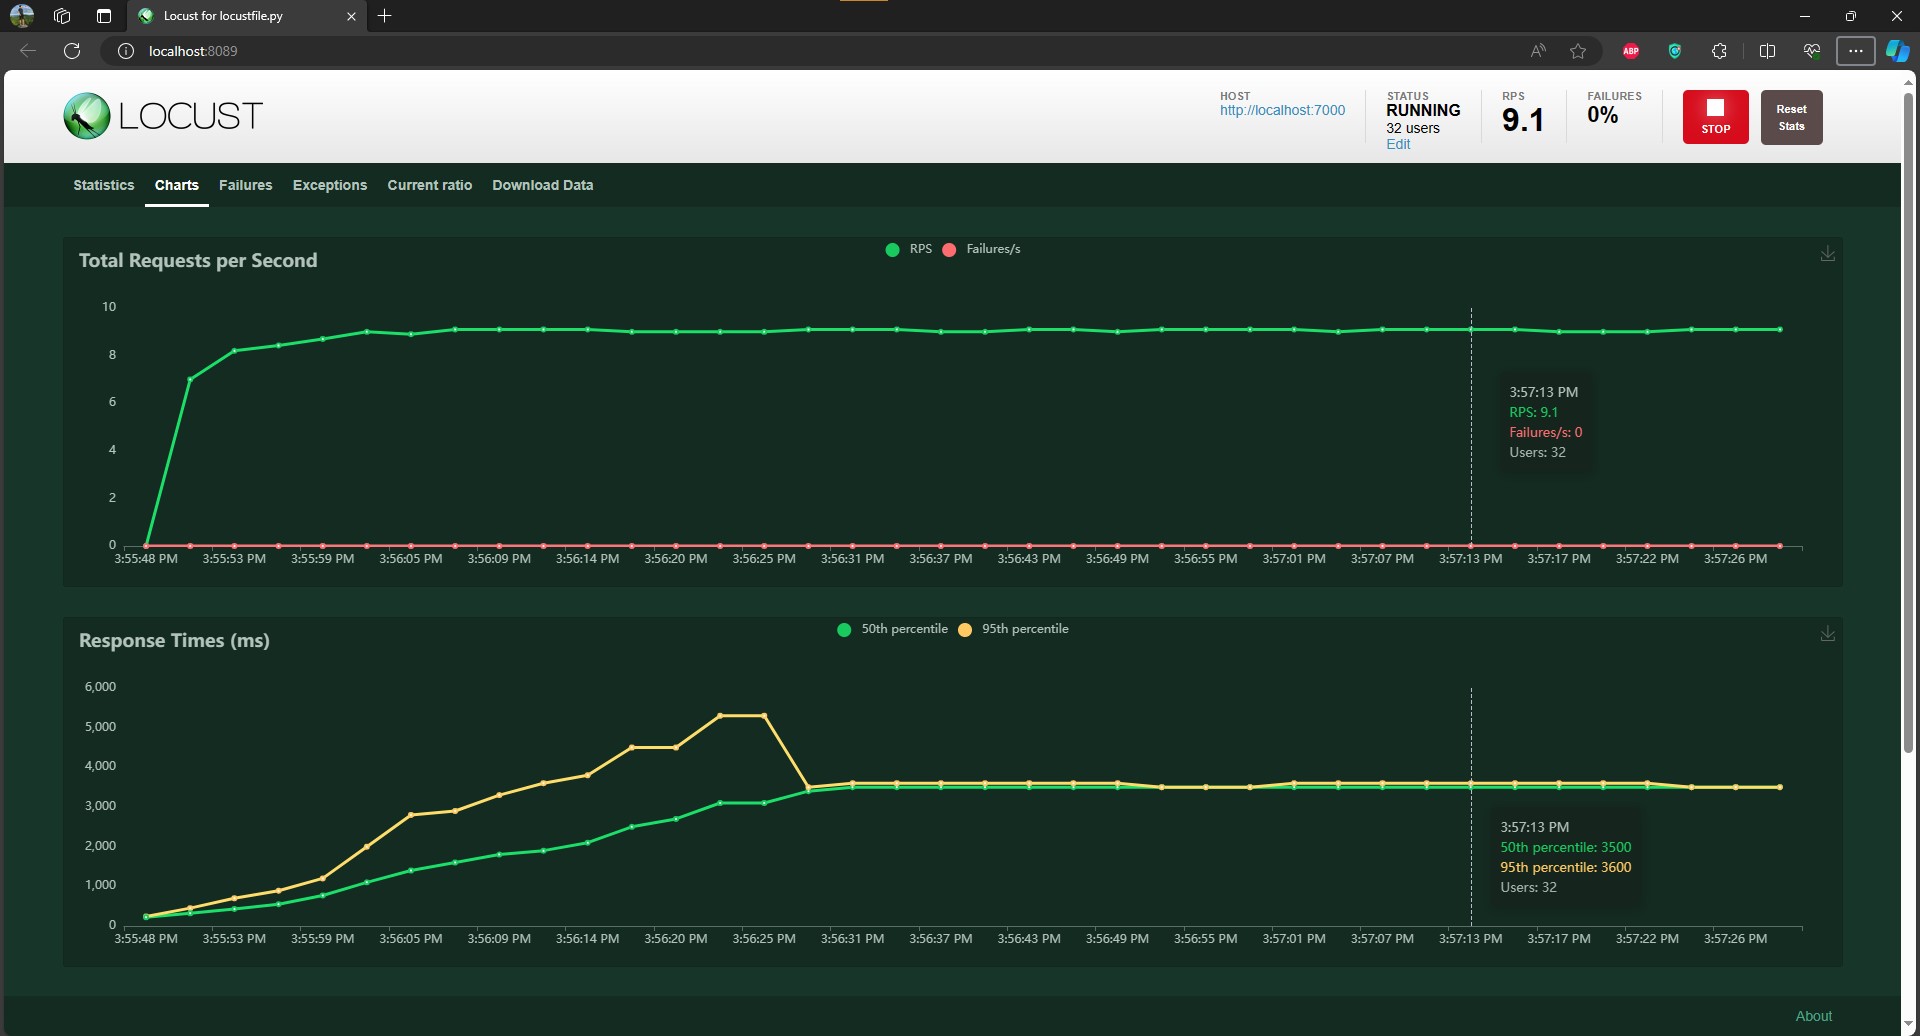 Locust for locustfile.py
localhost:8089
ABP
LOCUST
HOST
http://localhost:7000
STATUS
RUNNING
32 users
Edit
RPS
9.1
FAILURES
0%
STOP
Reset
Stats
Statistics Charts Failures Exceptions Current ratio Download Data
Total Requests per Second
RPS Failures/s
10
8
6
4
2
0
3:57:13 PM
RPS: 9.1
Failures/s: 0
Users: 32
3:55:48 PM 3:55:53 PM 3:55:59 PM 3:56:05 PM 3:56:09 PM 3:56:14 PM 3:56:20 PM 3:56:25 PM 3:56:31 PM 3:56:37 PM 3:56:43 PM 3:56:49 PM 3:56:55 PM 3:57:01 PM 3:57:07 PM 3:57:13 PM 3:57:17 PM 3:57:22 PM 3:57:26 PM
Response Times (ms)
50th percentile 95th percentile
6,000
5,000
4,000
3,000
2,000
1,000
0
3:57:13 PM
50th percentile: 3500
95th percentile: 3600
Users: 32
3:55:48 PM 3:55:53 PM 3:55:59 PM 3:56:05 PM 3:56:09 PM 3:56:14 PM 3:56:20 PM 3:56:25 PM 3:56:31 PM 3:56:37 PM 3:56:43 PM 3:56:49 PM 3:56:55 PM 3:57:01 PM 3:57:07 PM 3:57:13 PM 3:57:17 PM 3:57:22 PM 3:57:26 PM
About